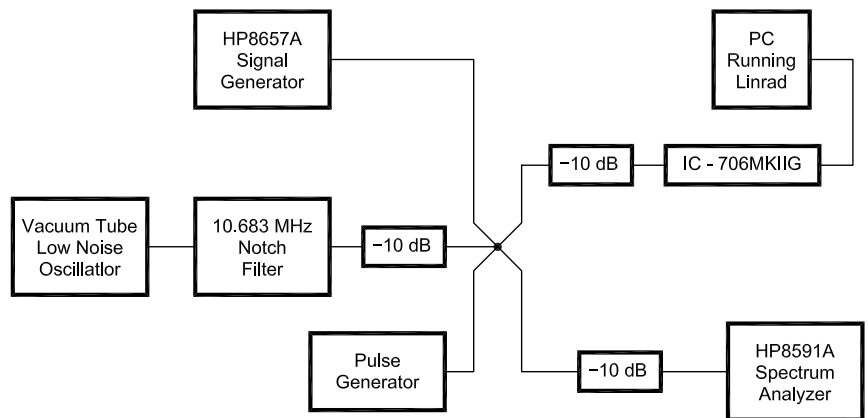 HP8657A
Signal
Generator
PC
Running
Linrad
−10 dB
IC - 706MKIIG
Vacuum Tube
Low Noise
Oscillatlor
10.683 MHz
Notch
Filter
−10 dB
Pulse
Generator
−10 dB
HP8591A
Spectrum
Analyzer